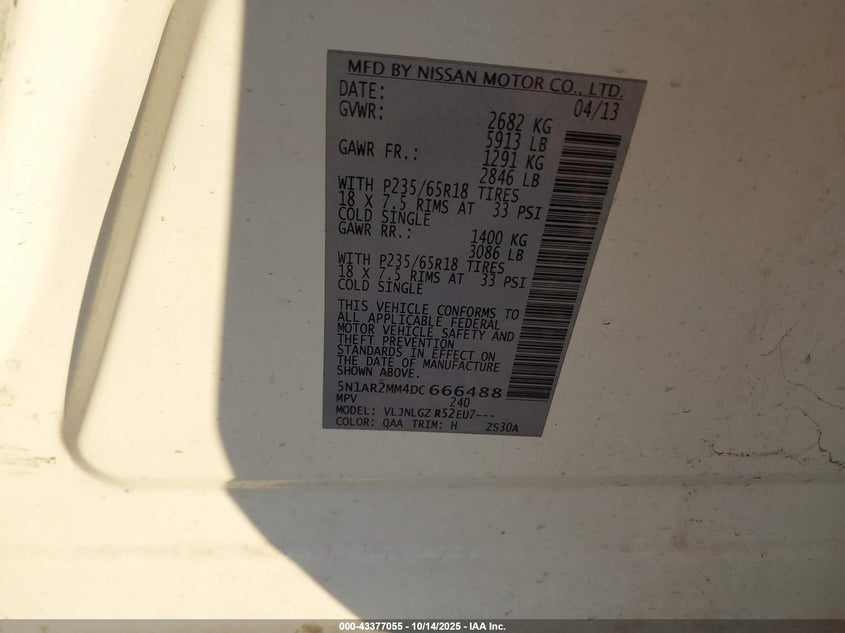 MFD BY NISSAN MOTOR CO., LTD.
DATE: 04/13
GVWR: 2682 KG
5913 LB
GAWR FR.: 1291 KG
2846 LB
WITH P235/65R18 TIRES
18 X 7.5 RIMS AT 33 PSI
COLD SINGLE
GAWR RR.: 1400 KG
3086 LB
WITH P235/65R18 TIRES
18 X 7.5 RIMS AT 33 PSI
COLD SINGLE
THIS VEHICLE CONFORMS TO
ALL APPLICABLE FEDERAL
MOTOR VEHICLE SAFETY AND
THEFT PREVENTION
STANDARDS IN EFFECT ON
THE DATE OF MANUFACTURE
SHOWN ABOVE.
5N1AR2MM4DC666488
MPV 240
MODEL: VLJNLGZ R52EU7---
COLOR: QAA TRIM: H ZS30A
000-43377055 - 10/14/2025 - IAA Inc.